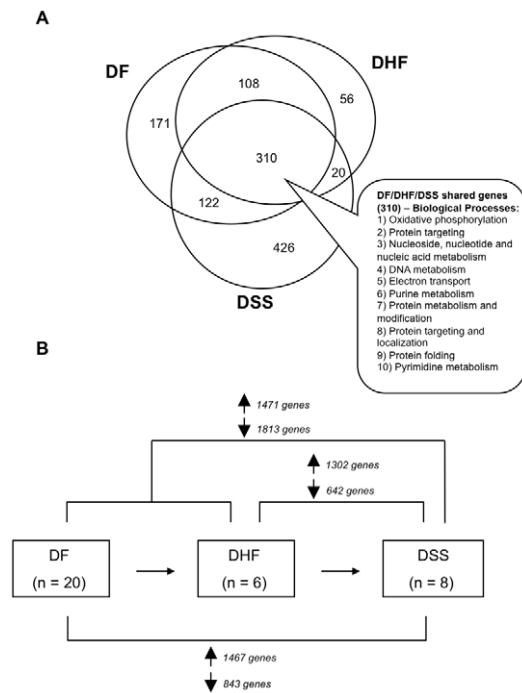 A
DF
DHF
108
56
171
310
20
122
426
DSS
DF/DHF/DSS shared genes
(310) – Biological Processes:
1) Oxidative phosphorylation
2) Protein targeting
3) Nucleoside, nucleotide and
nucleic acid metabolism
4) DNA metabolism
5) Electron transport
6) Purine metabolism
7) Protein metabolism and
modification
8) Protein targeting and
localization
9) Protein folding
10) Pyrimidine metabolism
B
1471 genes
1813 genes
1302 genes
642 genes
DF
(n = 20)
DHF
(n = 6)
DSS
(n = 8)
1467 genes
843 genes